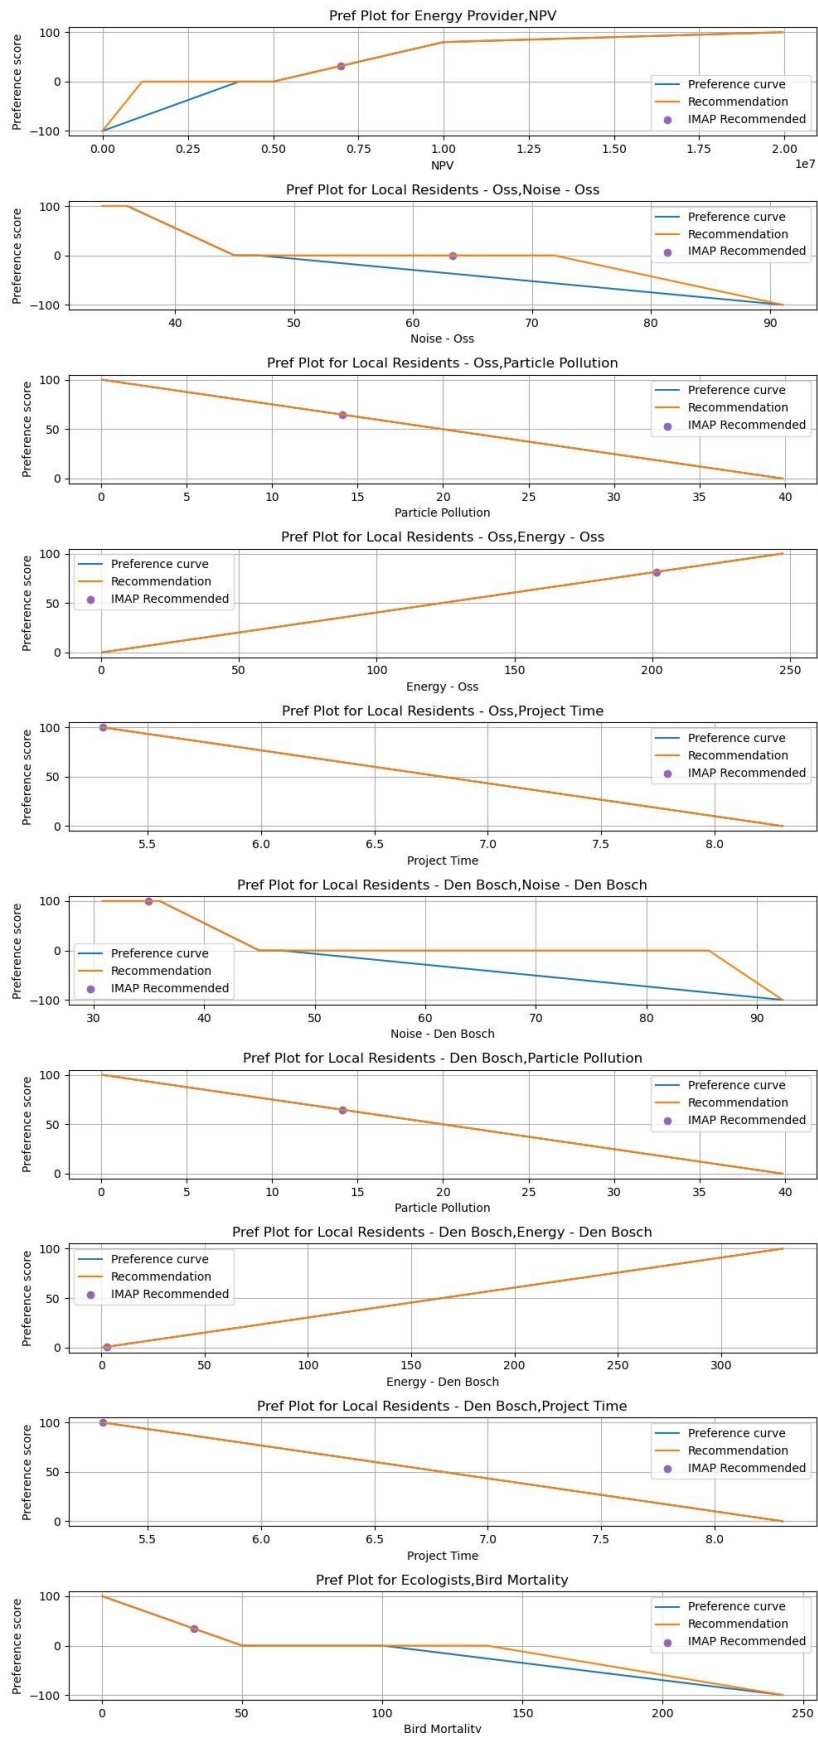 Pref Plot for Energy Provider,NPV
Preference score
100
0
−100
Preference curve
Recommendation
IMAP Recommended
0.00 0.25 0.50 0.75 1.00 1.25 1.50 1.75 2.00
NPV
1e7
Pref Plot for Local Residents - Oss,Noise - Oss
Preference score
100
0
−100
Preference curve
Recommendation
IMAP Recommended
40 50 60 70 80 90
Noise - Oss
Pref Plot for Local Residents - Oss,Particle Pollution
Preference score
100
50
0
Preference curve
Recommendation
IMAP Recommended
0 5 10 15 20 25 30 35 40
Particle Pollution
Pref Plot for Local Residents - Oss,Energy - Oss
Preference score
100
50
0
Preference curve
Recommendation
IMAP Recommended
0 50 100 150 200 250
Energy - Oss
Pref Plot for Local Residents - Oss,Project Time
Preference score
100
50
0
Preference curve
Recommendation
IMAP Recommended
5.5 6.0 6.5 7.0 7.5 8.0
Project Time
Pref Plot for Local Residents - Den Bosch,Noise - Den Bosch
Preference score
100
0
−100
Preference curve
Recommendation
IMAP Recommended
30 40 50 60 70 80 90
Noise - Den Bosch
Pref Plot for Local Residents - Den Bosch,Particle Pollution
Preference score
100
50
0
Preference curve
Recommendation
IMAP Recommended
0 5 10 15 20 25 30 35 40
Particle Pollution
Pref Plot for Local Residents - Den Bosch,Energy - Den Bosch
Preference score
100
50
0
Preference curve
Recommendation
IMAP Recommended
0 50 100 150 200 250 300
Energy - Den Bosch
Pref Plot for Local Residents - Den Bosch,Project Time
Preference score
100
50
0
Preference curve
Recommendation
IMAP Recommended
5.5 6.0 6.5 7.0 7.5 8.0
Project Time
Pref Plot for Ecologists,Bird Mortality
Preference score
100
0
−100
Preference curve
Recommendation
IMAP Recommended
0 50 100 150 200 250
Bird Mortality